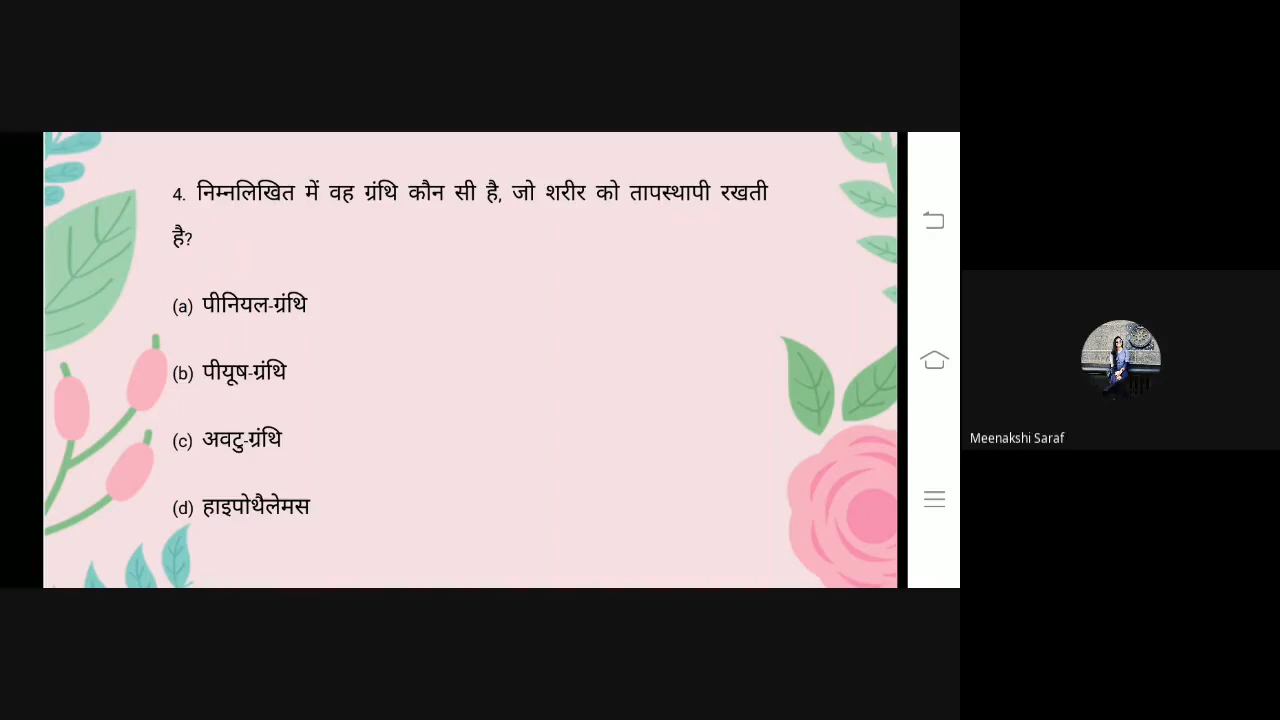 4. निम्नलिखित में वह ग्रंथि कौन सी है, जो शरीर को तापस्थापी रखती
है?
(a) पीनियल-ग्रंथि
(b) पीयूष-ग्रंथि
(c) अवटु-ग्रंथि
(d) हाइपोथैलेमस
Meenakshi Saraf